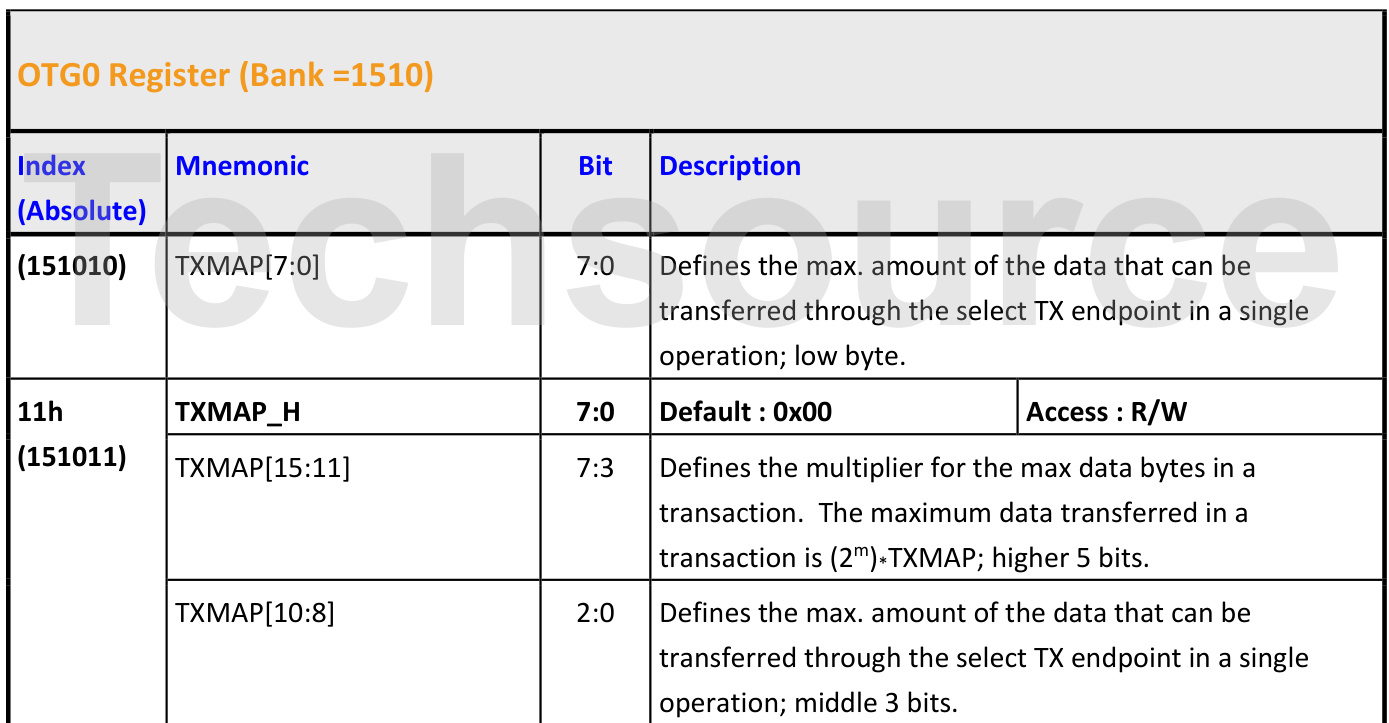 OTG0 Register (Bank =1510)
Index
(Absolute)
Mnemonic
Bit
Description
Techsource
(151010)
TXMAP[7:0]
7:0
Defines the max. amount of the data that can be
transferred through the select TX endpoint in a single
operation; low byte.
11h
(151011)
TXMAP_H
7:0
Default : 0x00
Access : R/W
TXMAP[15:11]
7:3
Defines the multiplier for the max data bytes in a
transaction.  The maximum data transferred in a
transaction is (2ᵐ)*TXMAP; higher 5 bits.
TXMAP[10:8]
2:0
Defines the max. amount of the data that can be
transferred through the select TX endpoint in a single
operation; middle 3 bits.